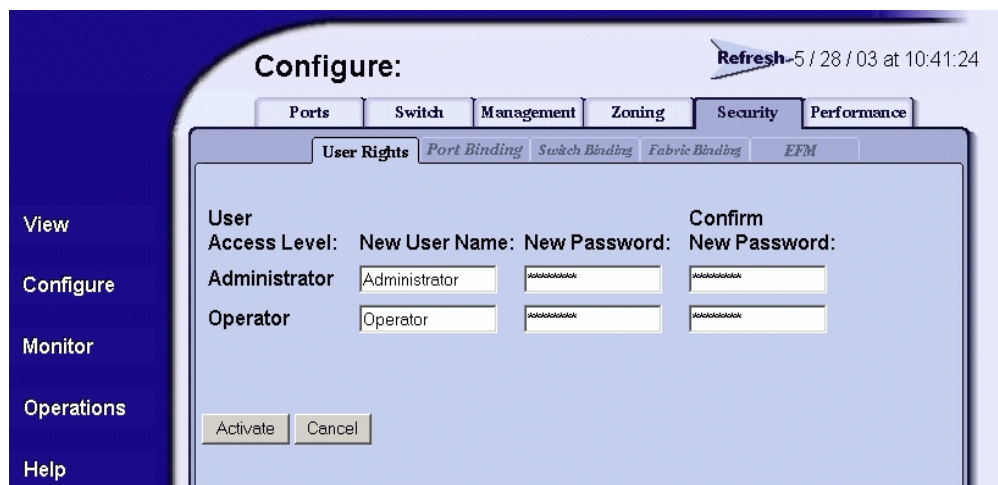 Configure:
Refresh-5 / 28 / 03 at 10:41:24
Ports Switch Management Zoning Security Performance
User Rights Port Binding Switch Binding Fabric Binding EFM
View
Configure
Monitor
Operations
Help
User Confirm
Access Level: New User Name: New Password: New Password:
Administrator Administrator ********* *********
Operator Operator ********* *********
Activate Cancel